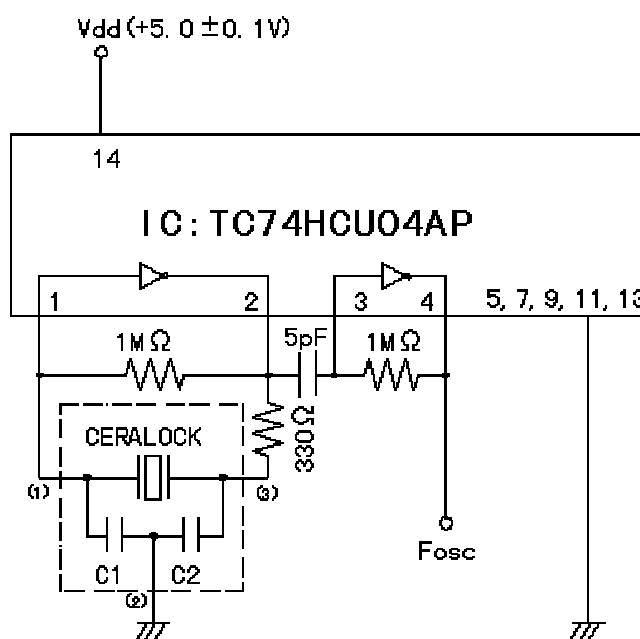 Vdd(+5.0±0.1V)
14
IC:TC74HCU04AP
1 2 3 4 5, 7, 9, 11, 13
1MΩ 5pF 1MΩ
330Ω
CERALOCK
(1) (3)
Fosc
C1 C2
(2)